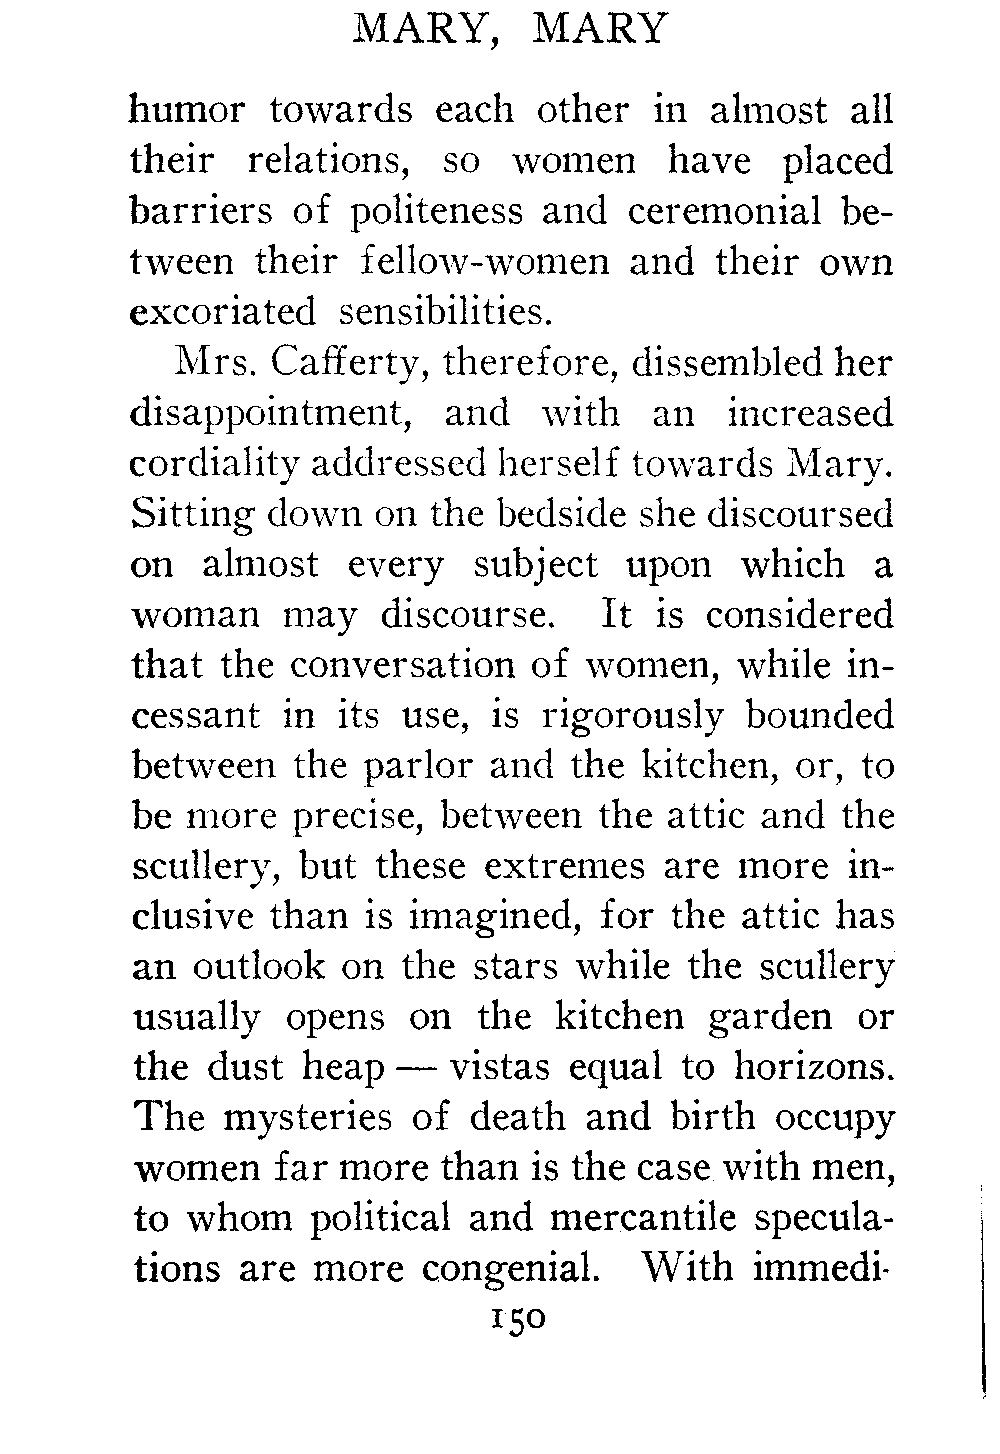 MARY, MARY
humor towards each other in almost all
their relations, so women have placed
barriers of politeness and ceremonial be-
tween their fellow-women and their own
excoriated sensibilities.
Mrs. Cafferty, therefore, dissembled her
disappointment, and with an increased
cordiality addressed herself towards Mary.
Sitting down on the bedside she discoursed
on almost every subject upon which a
woman may discourse. It is considered
that the conversation of women, while in-
cessant in its use, is rigorously bounded
between the parlor and the kitchen, or, to
be more precise, between the attic and the
scullery, but these extremes are more in-
clusive than is imagined, for the attic has
an outlook on the stars while the scullery
usually opens on the kitchen garden or
the dust heap — vistas equal to horizons.
The mysteries of death and birth occupy
women far more than is the case with men,
to whom political and mercantile specula-
tions are more congenial. With immedi-
150